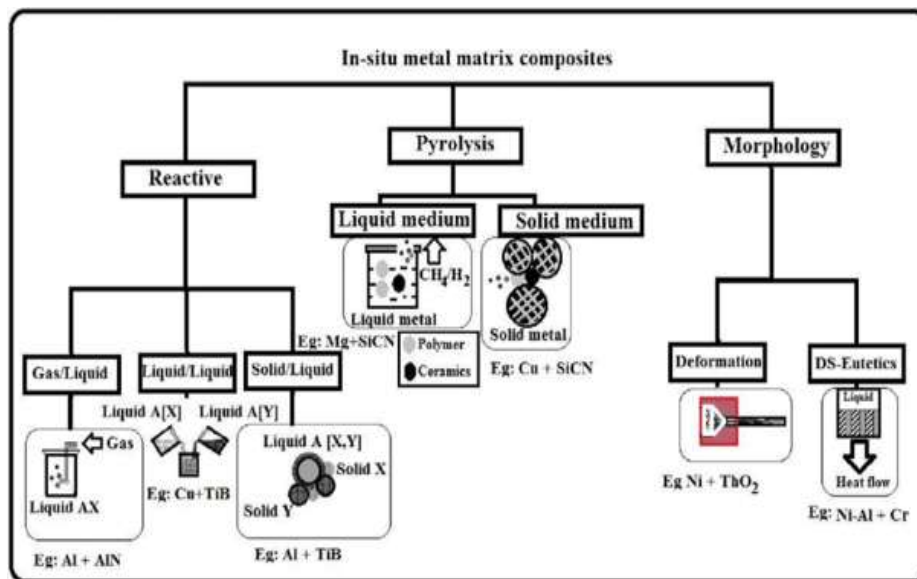 In-situ metal matrix composites
Reactive
Pyrolysis
Morphology
Liquid medium
Solid medium
CH4/H2
Liquid metal
Solid metal
Eg: Mg+SiCN
Polymer
Ceramics
Eg: Cu + SiCN
Gas/Liquid
Liquid/Liquid
Solid/Liquid
Deformation
DS-Eutetics
Gas
Liquid AX
Eg: Al + AlN
Liquid A[X]
Liquid A[Y]
Eg: Cu+TiB
Liquid A [X,Y]
Solid X
Solid Y
Eg: Al + TiB
Eg Ni + ThO2
Liquid
Heat flow
Eg: Ni-Al + Cr